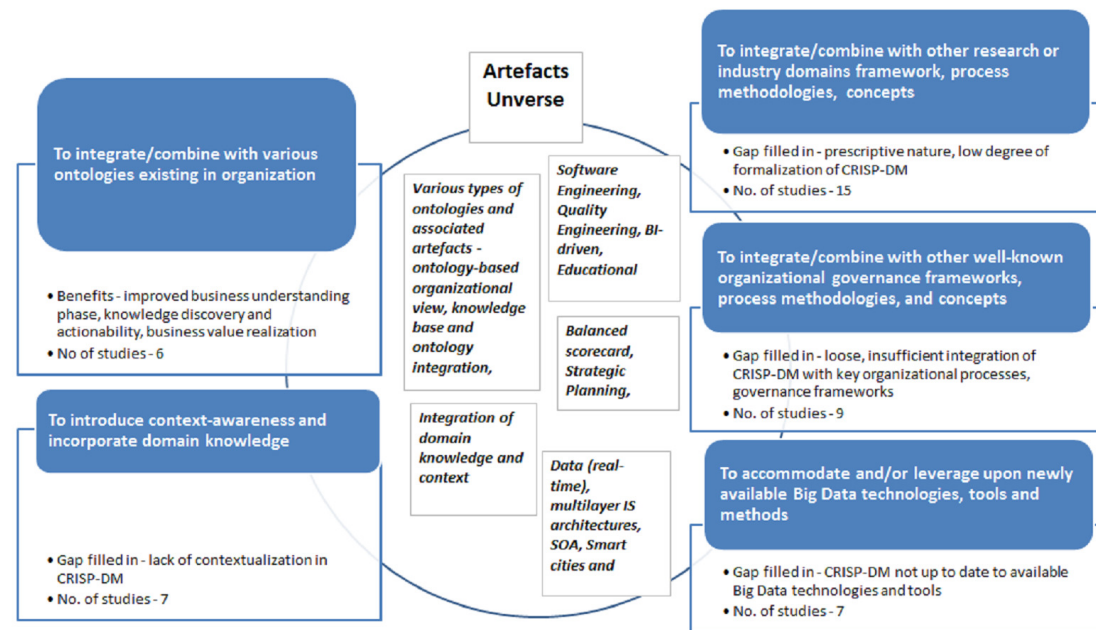 Artefacts
Unverse
To integrate/combine with various
ontologies existing in organization
• Benefits - improved business understanding
phase, knowledge discovery and
actionability, business value realization
• No of studies - 6
To introduce context-awareness and
incorporate domain knowledge
• Gap filled in - lack of contextualization in
CRISP-DM
• No. of studies - 7
Various types of
ontologies and
associated
artefacts -
ontology-based
organizational
view, knowledge
base and
ontology
integration,
Integration of
domain
knowledge and
context
Software
Engineering,
Quality
Engineering, BI-
driven,
Educational
Balanced
scorecard,
Strategic
Planning,
Data (real-
time),
multilayer IS
architectures,
SOA, Smart
cities and
To integrate/combine with other research or
industry domains framework, process
methodologies, concepts
• Gap filled in - prescriptive nature, low degree of
formalization of CRISP-DM
• No. of studies - 15
To integrate/combine with other well-known
organizational governance frameworks,
process methodologies, and concepts
• Gap filled in - loose, insufficient integration of
CRISP-DM with key organizational processes,
governance frameworks
• No. of studies - 9
To accommodate and/or leverage upon newly
available Big Data technologies, tools and
methods
• Gap filled in - CRISP-DM not up to date to available
Big Data technologies and tools
• No. of studies - 7